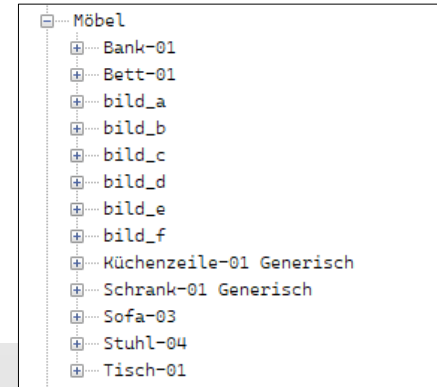 Möbel
Bank-01
Bett-01
bild_a
bild_b
bild_c
bild_d
bild_e
bild_f
Küchenzeile-01 Generisch
Schrank-01 Generisch
Sofa-03
Stuhl-04
Tisch-01